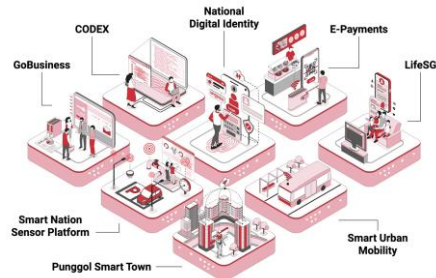 National
Digital Identity
CODEX
E-Payments
GoBusiness
LifeSG
Smart Nation
Sensor Platform
Smart Urban
Mobility
Punggol Smart Town